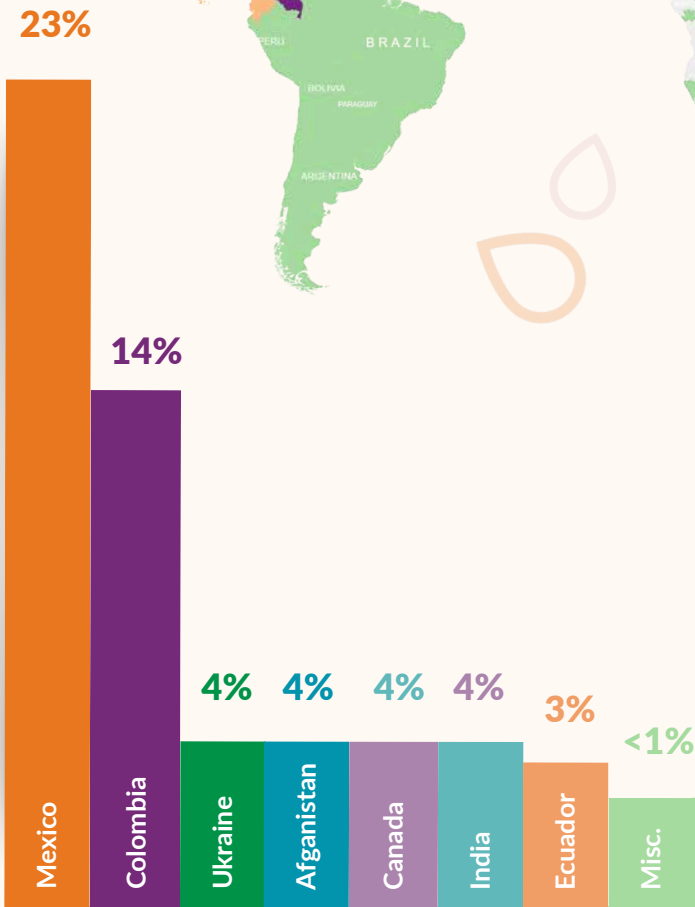 23%
PERU
BRAZIL
BOLIVIA
PARAGUAY
ARGENTINA
14%
4%
4%
4%
4%
3%
<1%
Mexico
Colombia
Ukraine
Afganistan
Canada
India
Ecuador
Misc.